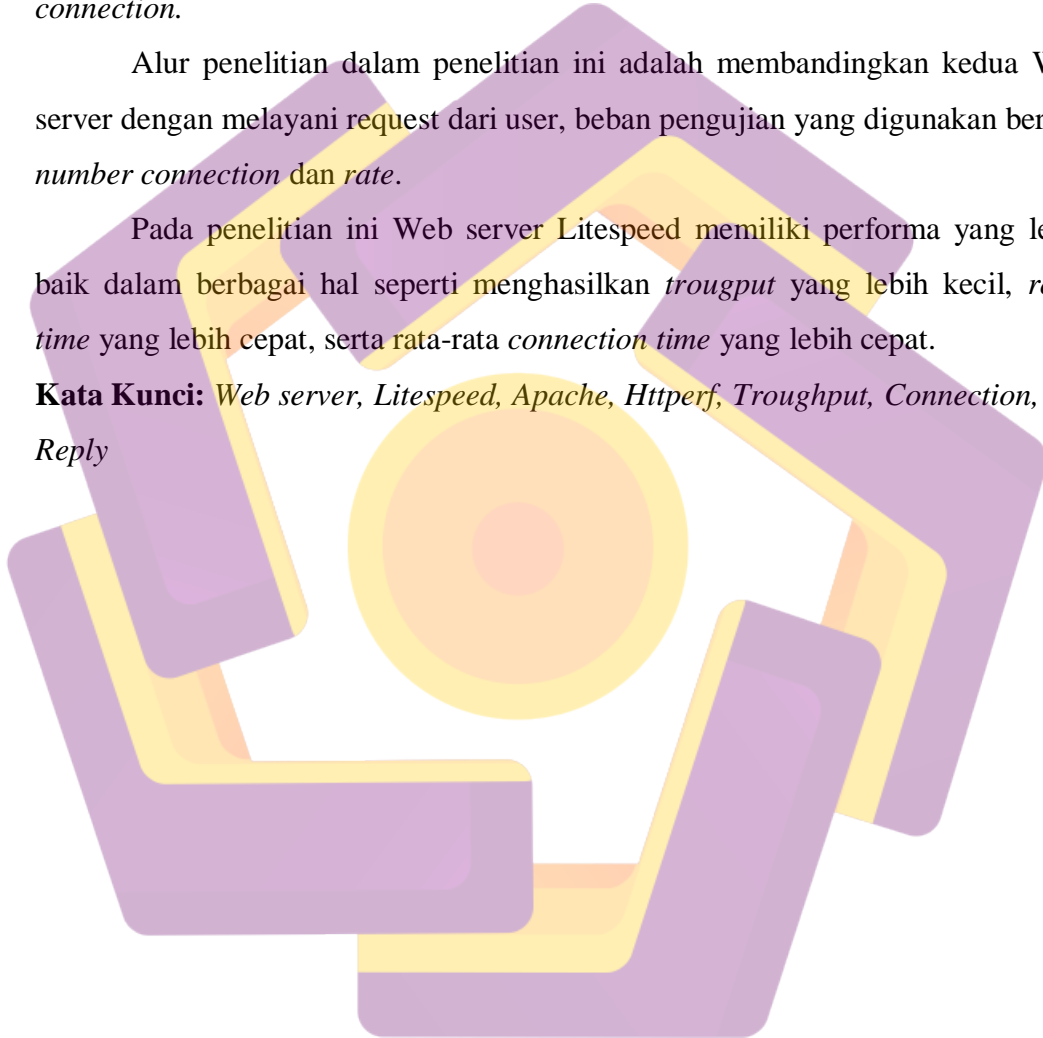 connection.
Alur penelitian dalam penelitian ini adalah membandingkan kedua
server dengan melayani request dari user, beban pengujian yang digunakan
number connection dan rate.
Pada penelitian ini Web server Litespeed memiliki performa yang
baik dalam berbagai hal seperti menghasilkan trougput yang lebih kecil,
time yang lebih cepat, serta rata-rata connection time yang lebih cepat.
Kata Kunci: Web server, Litespeed, Apache, Httperf, Troughput, Connection,
Reply